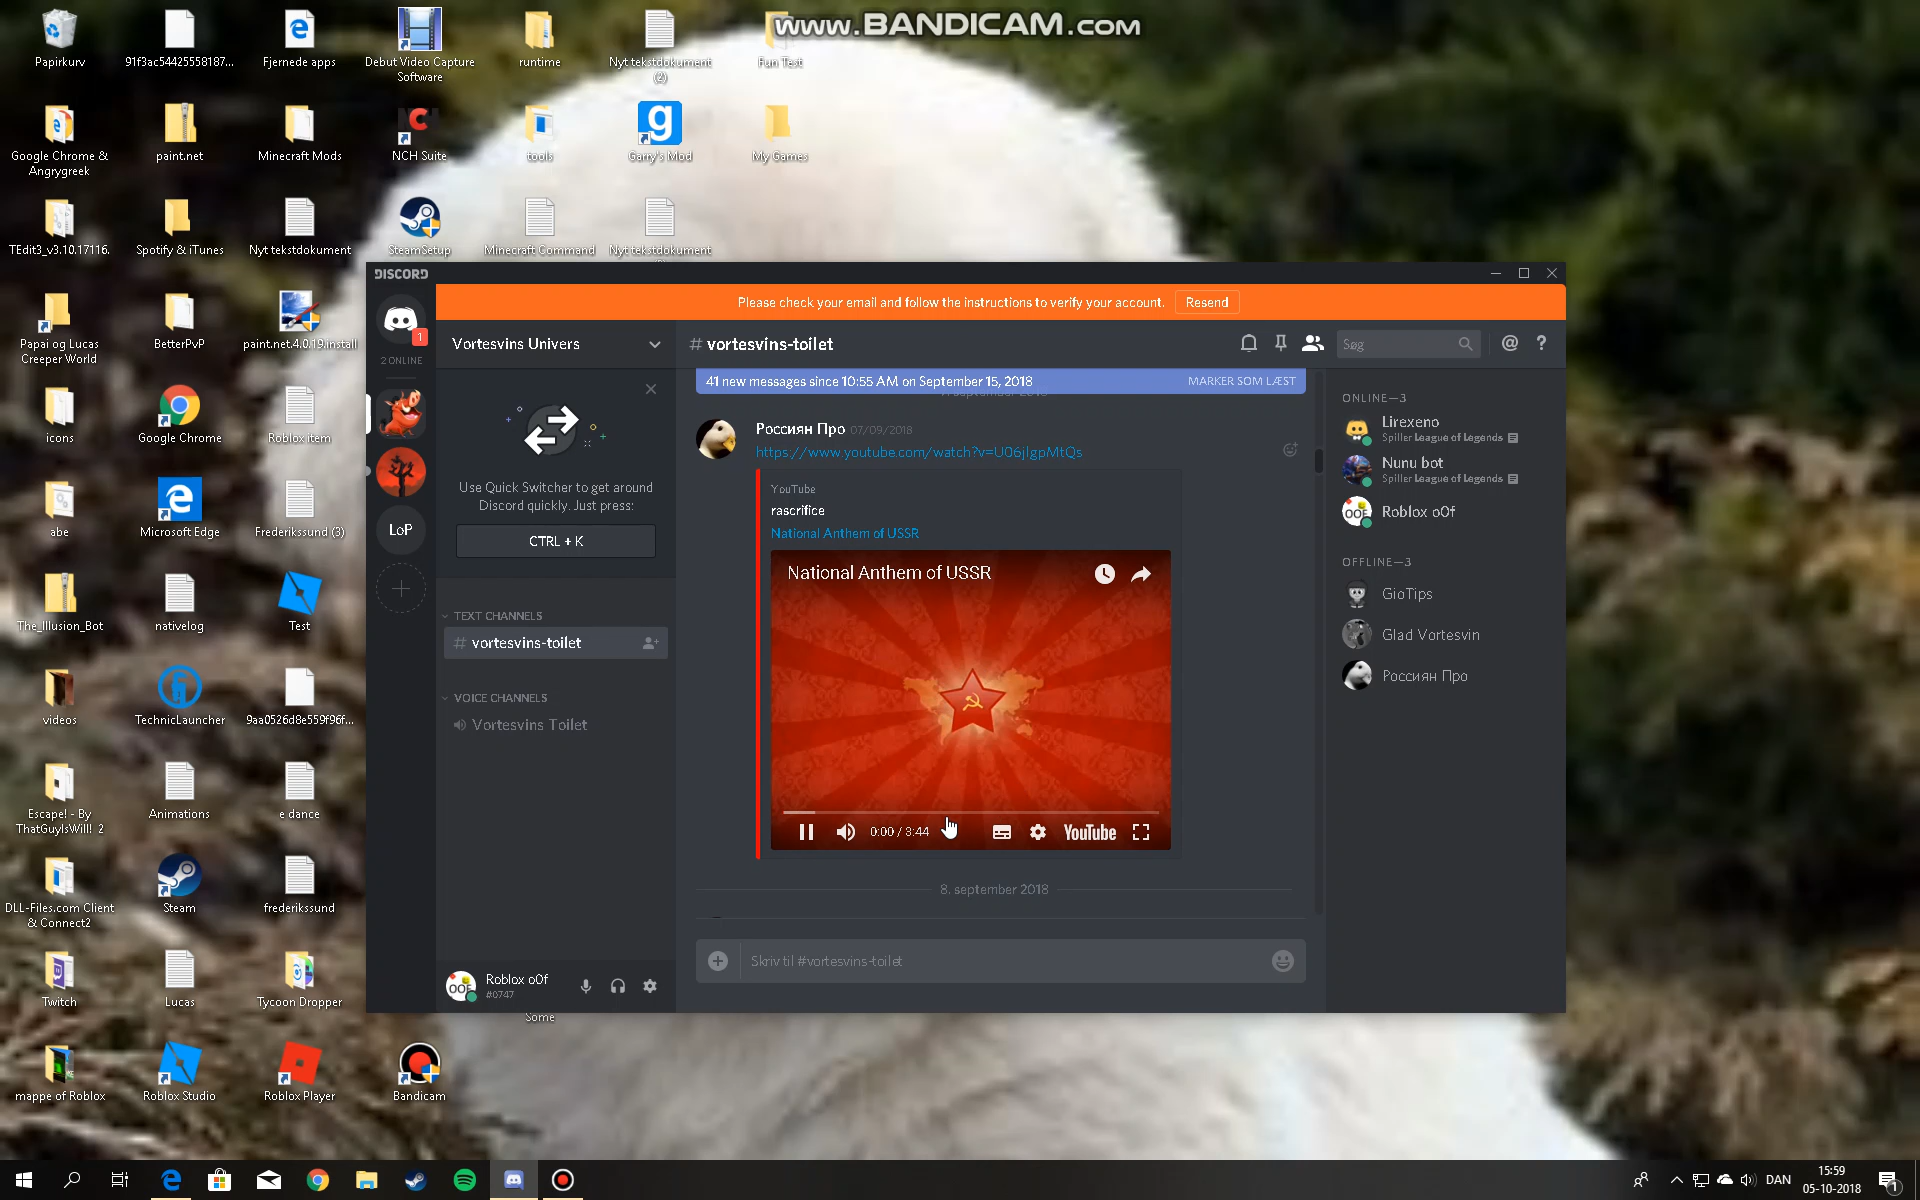 www.BANDICAM.com
Papirkurv
91f3ac54425558187...
Fjernede apps
Debut Video Capture
Software
runtime
Nyt tekstdokument
(2)
Fun Test
Google Chrome &
Angrygreek
paint.net
Minecraft Mods
NCH Suite
tools
Garry's Mod
My Games
TEdit3_v3.10.17116.
Spotify & iTunes
Nyt tekstdokument
SteamSetup
Minecraft Command
Nyt tekstdokument
Papai og Lucas
Creeper World
BetterPvP
paint.net.4.0.19.install
icons
Google Chrome
Roblox item
abe
Microsoft Edge
Frederikssund (3)
The_Illusion_Bot
nativelog
Test
videos
TechnicLauncher
9aa0526d8e559f96f...
Escape! - By
ThatGuyIsWill! 2
Animations
e dance
DLL-Files.com Client
& Connect2
Steam
frederikssund
Twitch
Lucas
Tycoon Dropper
Some
mappe of Roblox
Roblox Studio
Roblox Player
Bandicam
DISCORD
Please check your email and follow the instructions to verify your account.
Resend
1
2 ONLINE
LoP
Vortesvins Univers
Use Quick Switcher to get around
Discord quickly. Just press:
CTRL + K
TEXT CHANNELS
# vortesvins-toilet
VOICE CHANNELS
Vortesvins Toilet
Roblox oOf
#0747
# vortesvins-toilet
Søg
41 new messages since 10:55 AM on September 15, 2018
MARKER SOM LÆST
Россиян Про 07/09/2018
https://www.youtube.com/watch?v=U06jlgpMtQs
YouTube
rascrifice
National Anthem of USSR
National Anthem of USSR
0:00 / 3:44
YouTube
8. september 2018
Skriv til #vortesvins-toilet
ONLINE—3
Lirexeno
Spiller League of Legends
Nunu bot
Spiller League of Legends
Roblox oOf
OFFLINE—3
GioTips
Glad Vortesvin
Россиян Про
DAN
15:59
05-10-2018
1